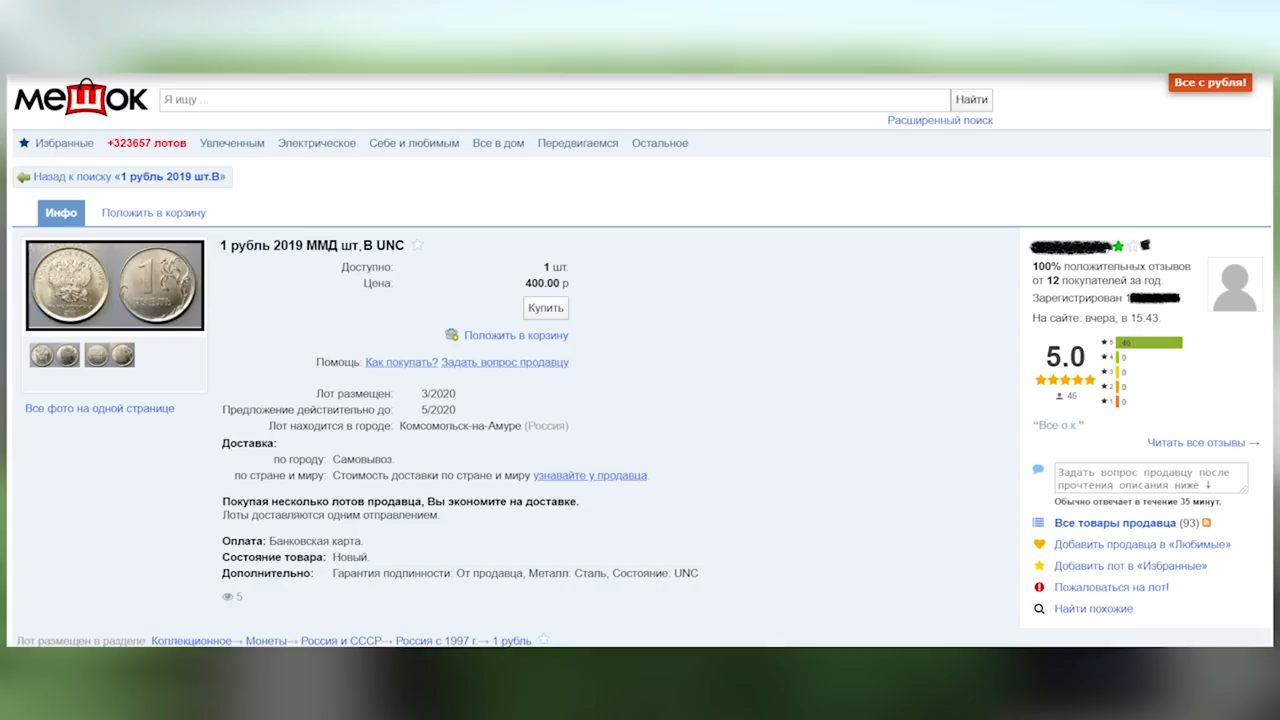 Все с рубля!
мешок
Я ищу ...
Найти
Расширенный поиск
Избранные +323657 лотов Увлеченным Электрическое Себе и любимым Все в дом Передвигаемся Остальное
Назад к поиску «1 рубль 2019 шт.В»
Инфо Положить в корзину
1 рубль 2019 ММД шт.В UNC
Доступно: 1 шт.
Цена: 400.00 р
Купить
Положить в корзину
Помощь: Как покупать? Задать вопрос продавцу
Лот размещен: 3/2020
Предложение действительно до: 5/2020
Лот находится в городе: Комсомольск-на-Амуре (Россия)
Доставка:
по городу: Самовывоз.
по стране и миру: Стоимость доставки по стране и миру узнавайте у продавца.
Покупая несколько лотов продавца, Вы экономите на доставке.
Лоты доставляются одним отправлением.
Оплата: Банковская карта.
Состояние товара: Новый.
Дополнительно: Гарантия подлинности: От продавца, Металл: Сталь, Состояние: UNC
5
Все фото на одной странице
Лот размещен в разделе Коллекционное→ Монеты→ Россия и СССР→ Россия с 1997 г.→ 1 рубль
100% положительных отзывов
от 12 покупателей за год.
Зарегистрирован
На сайте: вчера, в 15:43.
5.0
46
★ 5 46
★ 4 0
★ 3 0
★ 2 0
★ 1 0
"Все о.к."
Читать все отзывы →
Задать вопрос продавцу после
прочтения описания ниже ↓
Обычно отвечает в течение 35 минут.
Все товары продавца (93)
Добавить продавца в «Любимые»
Добавить лот в «Избранные»
Пожаловаться на лот!
Найти похожие